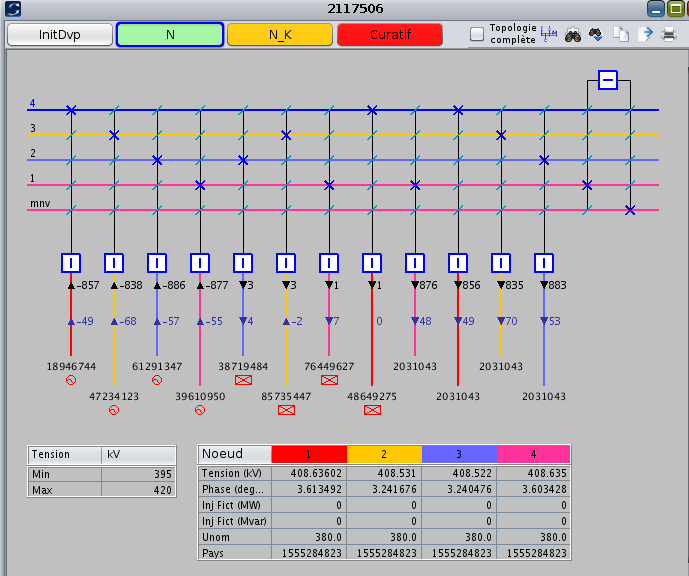 2117506
InitDvp N N_K Curatif Topologie complète
4
3
2
1
mnv
-857 -838 -886 -877 3 3 1 1 876 856 835 883
-49 -68 -57 -55 4 -2 7 0 48 49 70 53
18946744 61291347 38719484 76449627 2031043 2031043
47234123 39610950 85735447 48649275 2031043 2031043
Tension kV
Min 395
Max 420
Noeud 1 2 3 4
Tension (kV) 408.63602 408.531 408.522 408.635
Phase (deg... 3.613492 3.241676 3.240476 3.603428
Inj Fict (MW) 0 0 0 0
Inj Fict (Mvar) 0 0 0 0
Unom 380.0 380.0 380.0 380.0
Pays 1555284823 1555284823 1555284823 1555284823